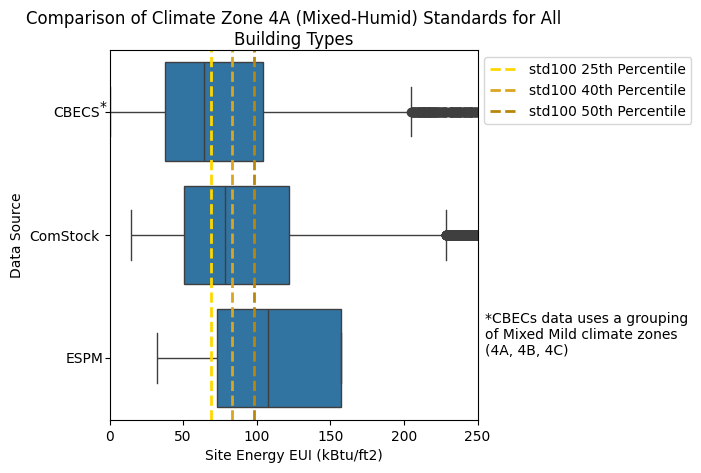 Comparison of Climate Zone 4A (Mixed-Humid) Standards for All
Building Types
std100 25th Percentile
std100 40th Percentile
std100 50th Percentile
CBECS*
ComStock
ESPM
Data Source
*CBECs data uses a grouping
of Mixed Mild climate zones
(4A, 4B, 4C)
0 50 100 150 200 250
Site Energy EUI (kBtu/ft2)